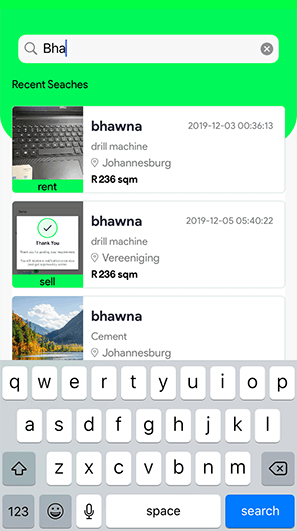 Bha
Recent Seaches
bhawna 2019-12-03 00:36:13
drill machine
Johannesburg
R 236 sqm
rent
bhawna 2019-12-05 05:40:22
drill machine
Vereeniging
R 236 sqm
Thank You
sell
bhawna
Cement
Johannesburg
q w e r t y u i o p
a s d f g h j k l
z x c v b n m
123 space search